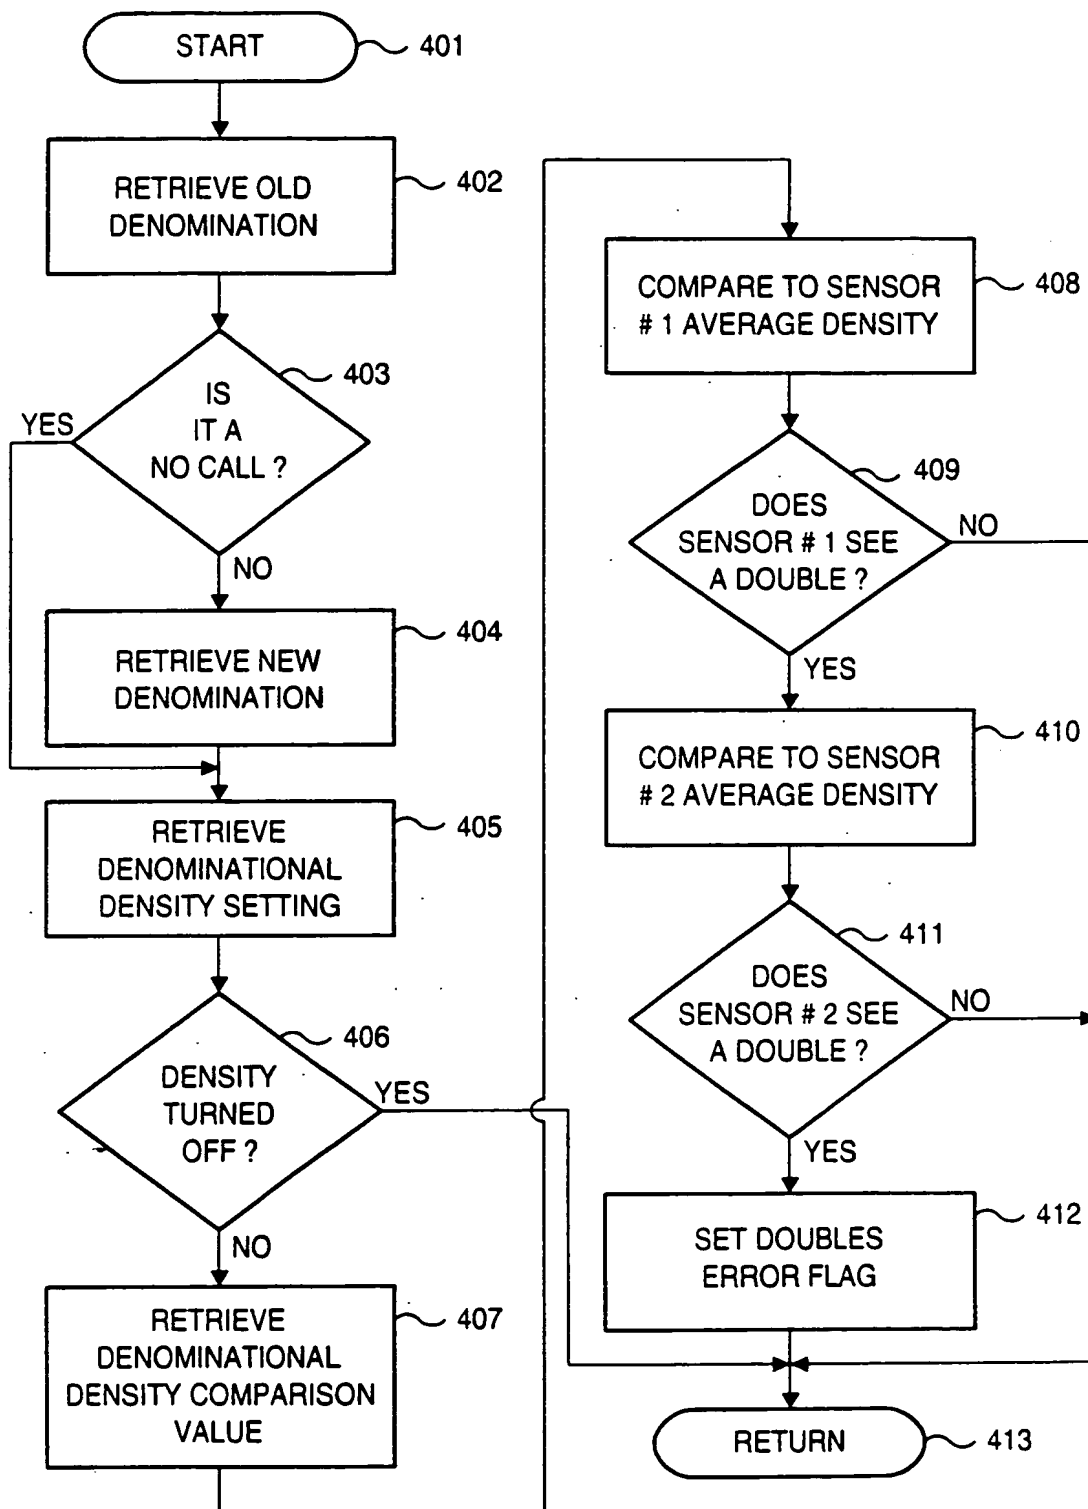 START
401
RETRIEVE OLD
DENOMINATION
402
IS
IT A
NO CALL ?
403
YES
NO
RETRIEVE NEW
DENOMINATION
404
RETRIEVE
DENOMINATIONAL
DENSITY SETTING
405
DENSITY
TURNED
OFF ?
406
YES
NO
RETRIEVE
DENOMINATIONAL
DENSITY COMPARISON
VALUE
407
COMPARE TO SENSOR
# 1 AVERAGE DENSITY
408
DOES
SENSOR # 1 SEE
A DOUBLE ?
409
NO
YES
COMPARE TO SENSOR
# 2 AVERAGE DENSITY
410
DOES
SENSOR # 2 SEE
A DOUBLE ?
411
NO
YES
SET DOUBLES
ERROR FLAG
412
RETURN
413